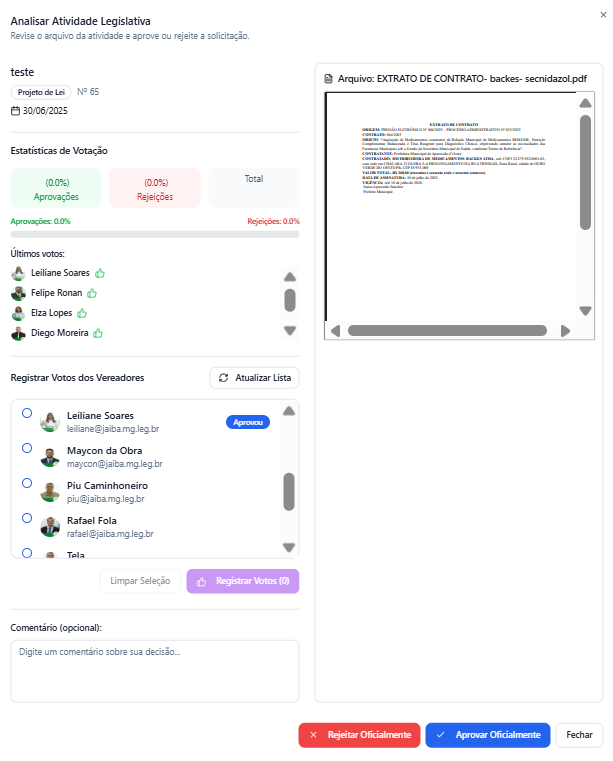 Analisar Atividade Legislativa
Revise o arquivo da atividade e aprove ou rejeite a solicitação.
teste
Projeto de Lei Nº 65
30/06/2025
Estatísticas de Votação
(0.0%)
Aprovações
(0.0%)
Rejeições
Total
Aprovações: 0.0% Rejeições: 0.0%
Últimos votos:
Leiliane Soares
Felipe Ronan
Elza Lopes
Diego Moreira
Registrar Votos dos Vereadores Atualizar Lista
Leiliane Soares
leiliane@jaiba.mg.leg.br
Aprovou
Maycon da Obra
maycon@jaiba.mg.leg.br
Piu Caminhoneiro
piu@jaiba.mg.leg.br
Rafael Fola
rafael@jaiba.mg.leg.br
Tela
Limpar Seleção Registrar Votos (0)
Comentário (opcional):
Digite um comentário sobre sua decisão...
Arquivo: EXTRATO DE CONTRATO- backes- secnidazol.pdf
EXTRATO DE CONTRATO
Rejeitar Oficialmente Aprovar Oficialmente Fechar